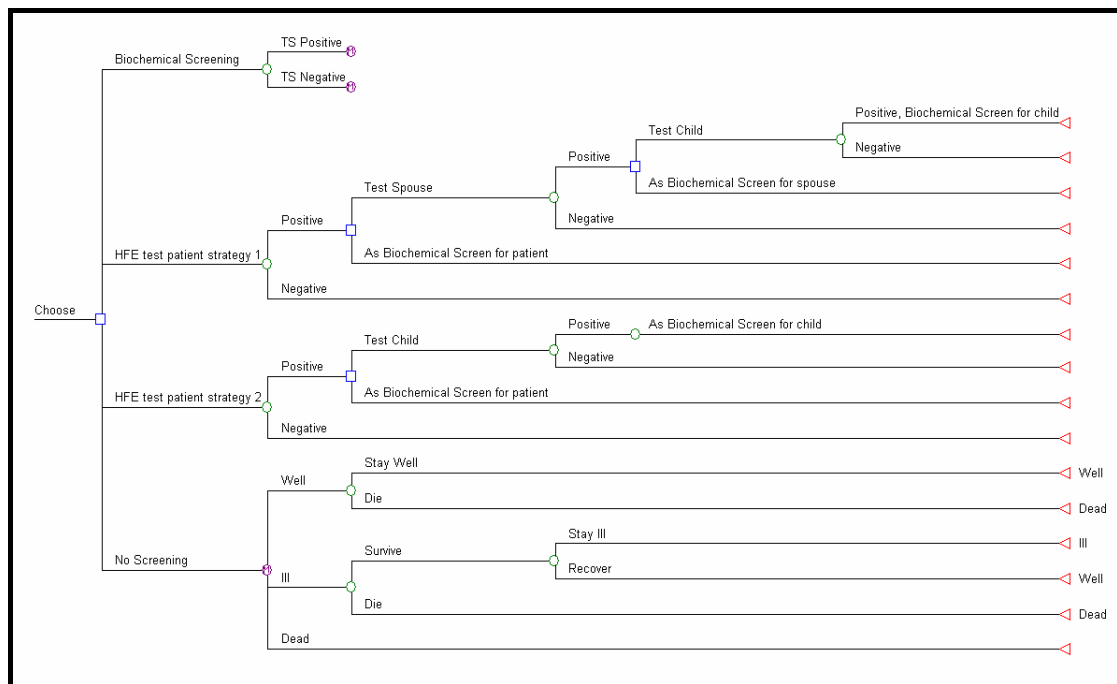 TS Positive
Biochemical Screening
TS Negative
Positive, Biochemical Screen for child
Test Child
Negative
Positive
As Biochemical Screen for spouse
Test Spouse
Negative
Positive
As Biochemical Screen for patient
HFE test patient strategy 1
Negative
Choose
Positive
As Biochemical Screen for child
Test Child
Negative
Positive
As Biochemical Screen for patient
HFE test patient strategy 2
Negative
Stay Well
Well
Well
Die
Dead
Stay Ill
Ill
Survive
Recover
Well
No Screening
Ill
Die
Dead
Dead